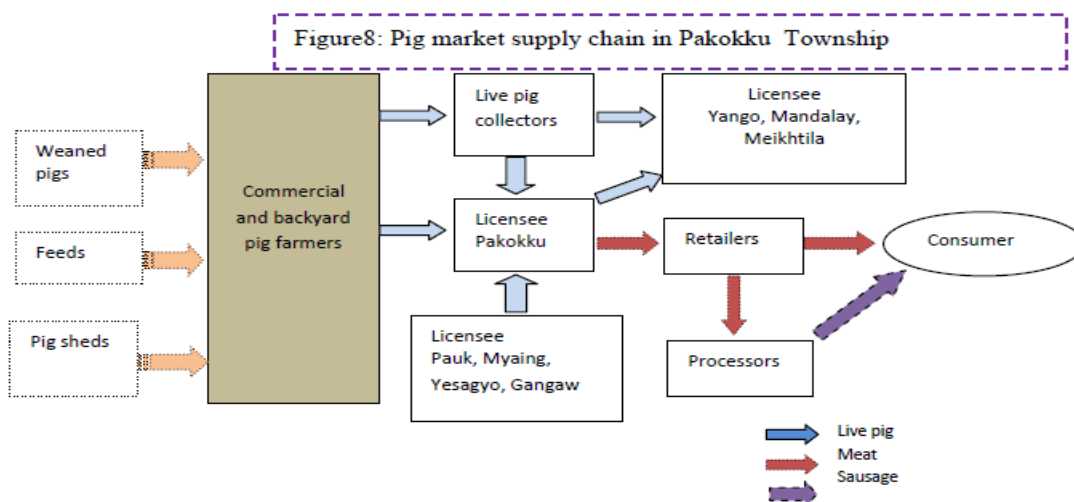 Figure8: Pig market supply chain in Pakokku Township
Weaned
pigs
Feeds
Pig sheds
Commercial
and backyard
pig farmers
Live pig
collectors
Licensee
Yango, Mandalay,
Meikhtila
Licensee
Pakokku
Retailers
Consumer
Licensee
Pauk, Myaing,
Yesagyo, Gangaw
Processors
Live pig
Meat
Sausage